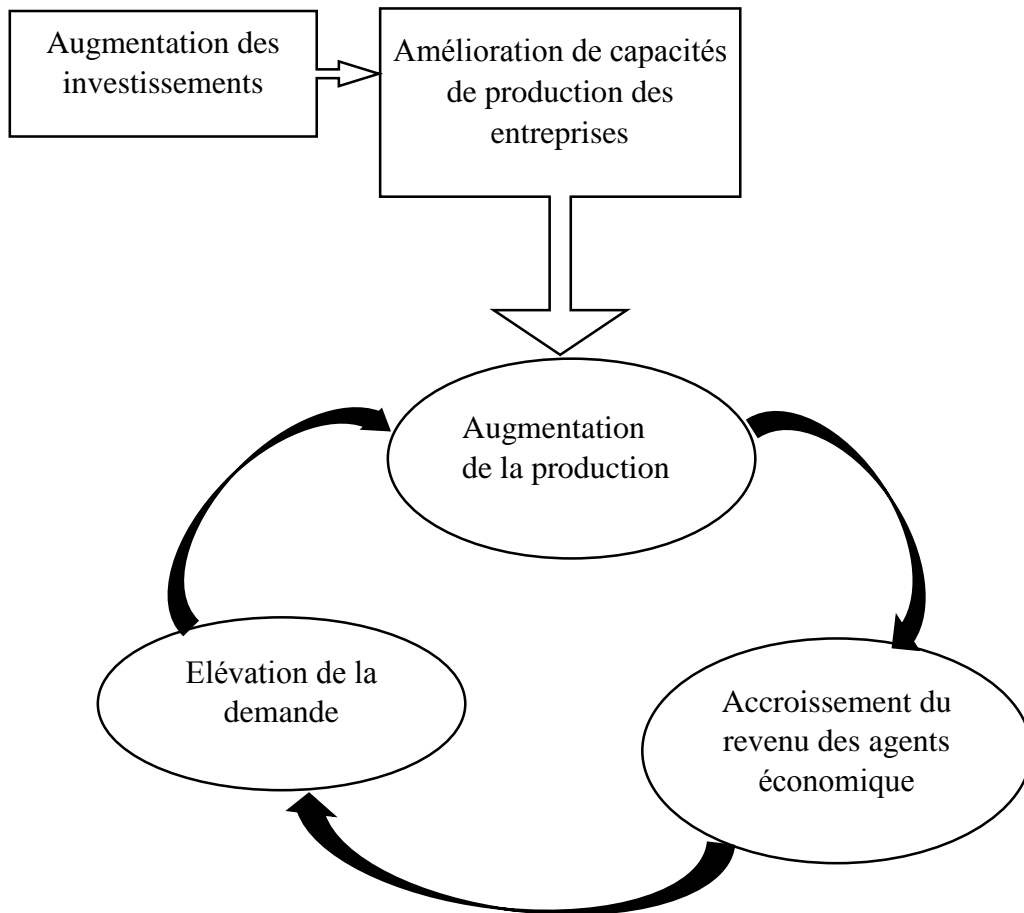 Augmentation des
investissements
Amélioration de capacités
de production des
entreprises
Augmentation
de la production
Elévation de la
demande
Accroissement du
revenu des agents
économique